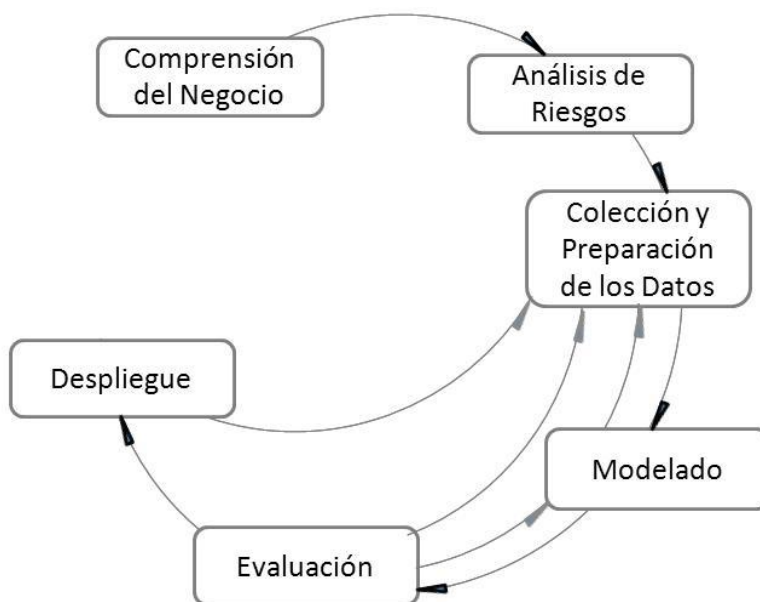 Comprensión
del Negocio
Análisis de
Riesgos
Colección y
Preparación
de los Datos
Despliegue
Modelado
Evaluación